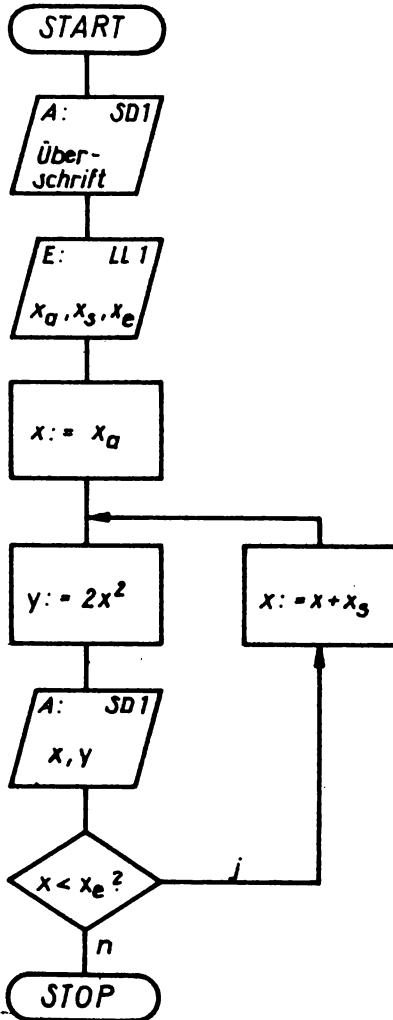 START
A: SD1
Über-
schrift
E: LL 1
x_a, x_s, x_e
x := x_a
y := 2x²
x := x + x_s
A: SD1
x, y
x < x_e ?
j
n
STOP